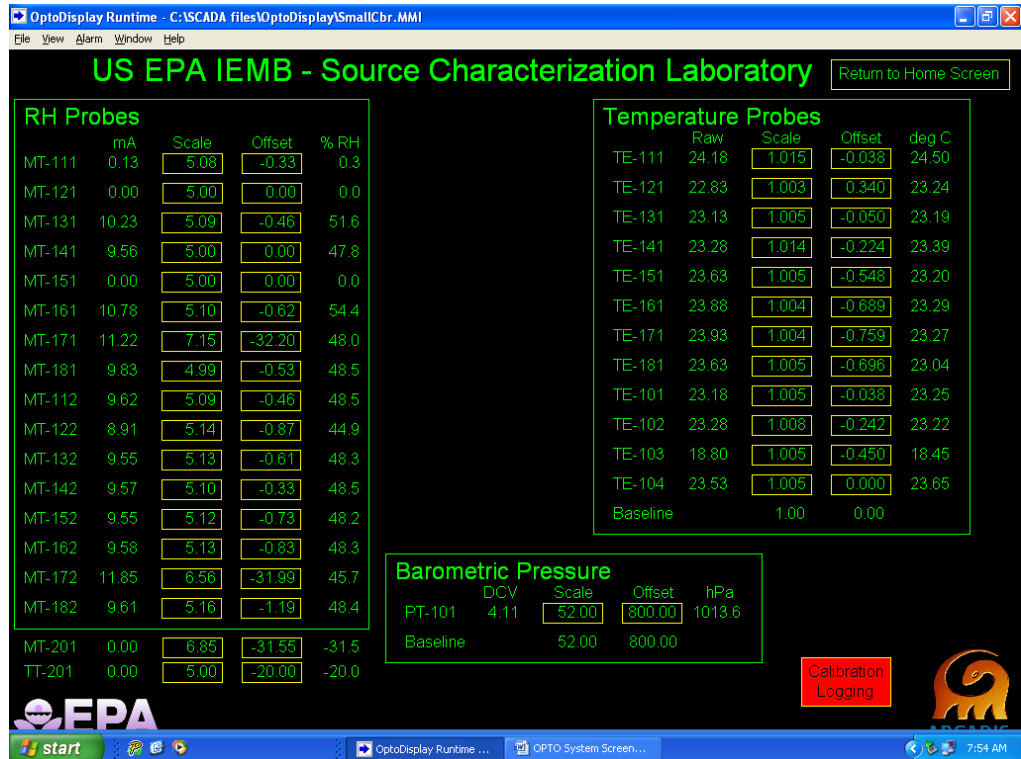 OptoDisplay Runtime - C:\SCADA files\OptoDisplay\SmallCbr.MMI
File View Alarm Window Help
US EPA IEMB - Source Characterization Laboratory
Return to Home Screen
RH Probes
mA Scale Offset % RH
MT-111 0.13 5.08 -0.33 0.3
MT-121 0.00 5.00 0.00 0.0
MT-131 10.23 5.09 -0.46 51.6
MT-141 9.56 5.00 0.00 47.8
MT-151 0.00 5.00 0.00 0.0
MT-161 10.78 5.10 -0.62 54.4
MT-171 11.22 7.15 -32.20 48.0
MT-181 9.83 4.99 -0.53 48.5
MT-112 9.62 5.09 -0.46 48.5
MT-122 8.91 5.14 -0.87 44.9
MT-132 9.55 5.13 -0.61 48.3
MT-142 9.57 5.10 -0.33 48.5
MT-152 9.55 5.12 -0.73 48.2
MT-162 9.58 5.13 -0.83 48.3
MT-172 11.85 6.56 -31.99 45.7
MT-182 9.61 5.16 -1.19 48.4
MT-201 0.00 6.85 -31.55 -31.5
TT-201 0.00 5.00 -20.00 -20.0
Temperature Probes
Raw Scale Offset deg C
TE-111 24.18 1.015 -0.038 24.50
TE-121 22.83 1.003 0.340 23.24
TE-131 23.13 1.005 -0.050 23.19
TE-141 23.28 1.014 -0.224 23.39
TE-151 23.63 1.005 -0.548 23.20
TE-161 23.88 1.004 -0.689 23.29
TE-171 23.93 1.004 -0.759 23.27
TE-181 23.63 1.005 -0.696 23.04
TE-101 23.18 1.005 -0.038 23.25
TE-102 23.28 1.008 -0.242 23.22
TE-103 18.80 1.005 -0.450 18.45
TE-104 23.53 1.005 0.000 23.65
Baseline 1.00 0.00
Barometric Pressure
DCV Scale Offset hPa
PT-101 4.11 52.00 800.00 1013.6
Baseline 52.00 800.00
Calibration
Logging
EPA
ARCADIS
start
OptoDisplay Runtime ...
OPTO System Screen...
7:54 AM